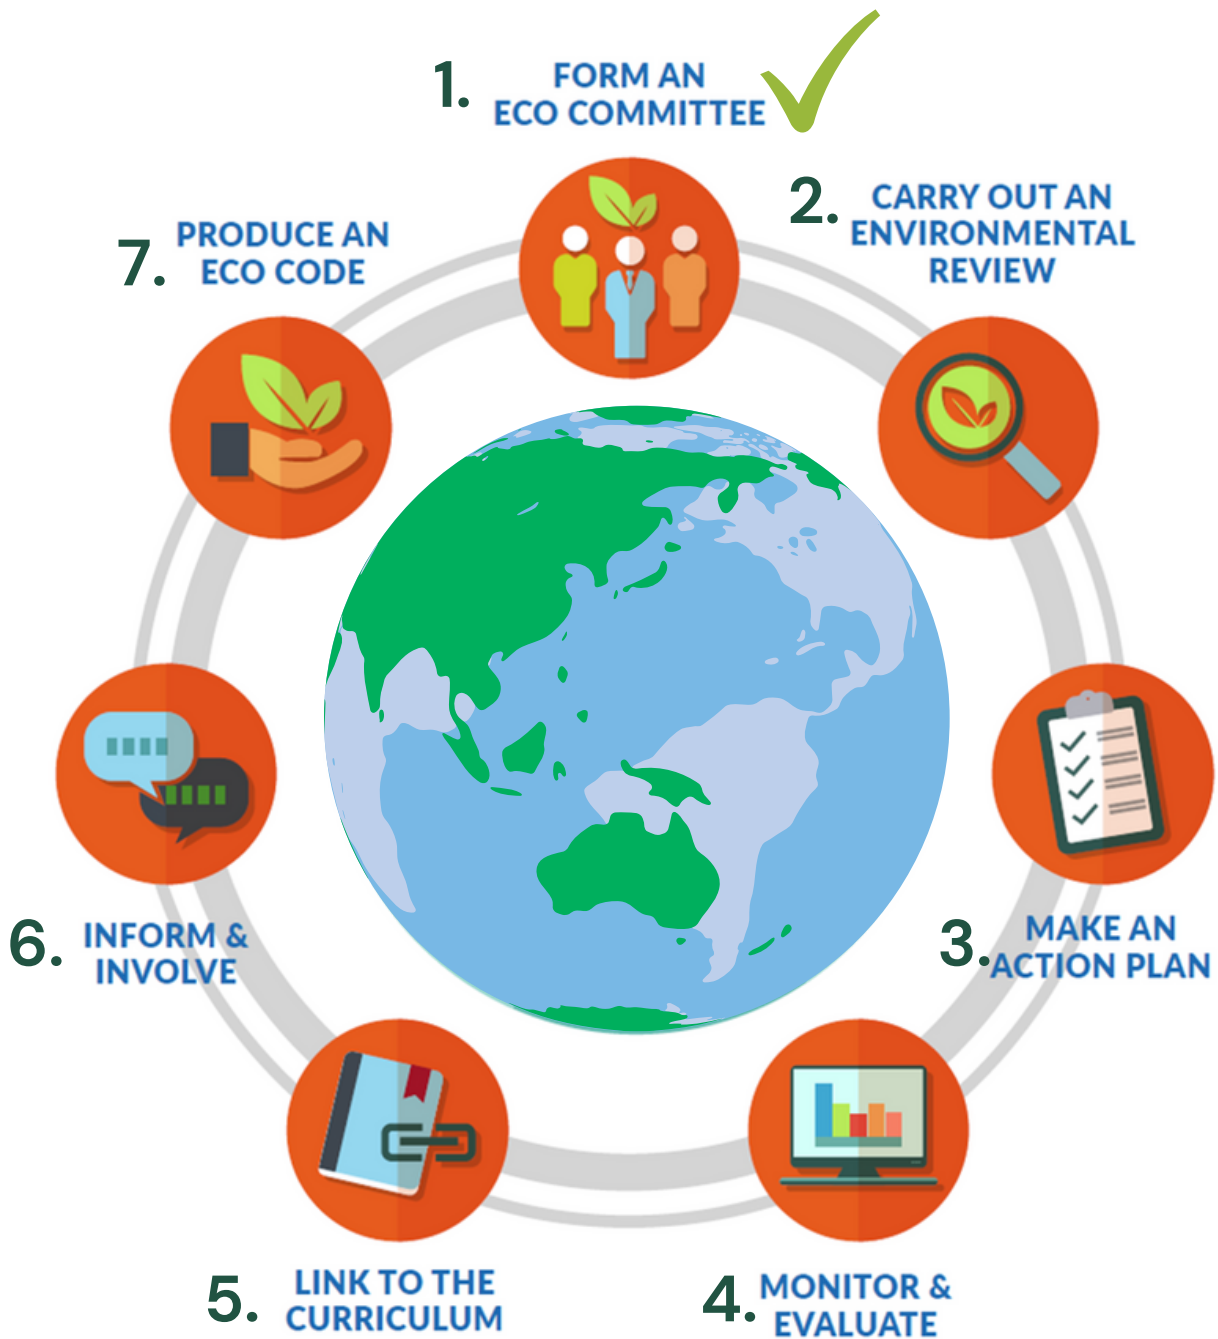 1. FORM AN
ECO COMMITTEE
2. CARRY OUT AN
ENVIRONMENTAL
REVIEW
3. MAKE AN
ACTION PLAN
4. MONITOR &
EVALUATE
5. LINK TO THE
CURRICULUM
6. INFORM &
INVOLVE
7. PRODUCE AN
ECO CODE